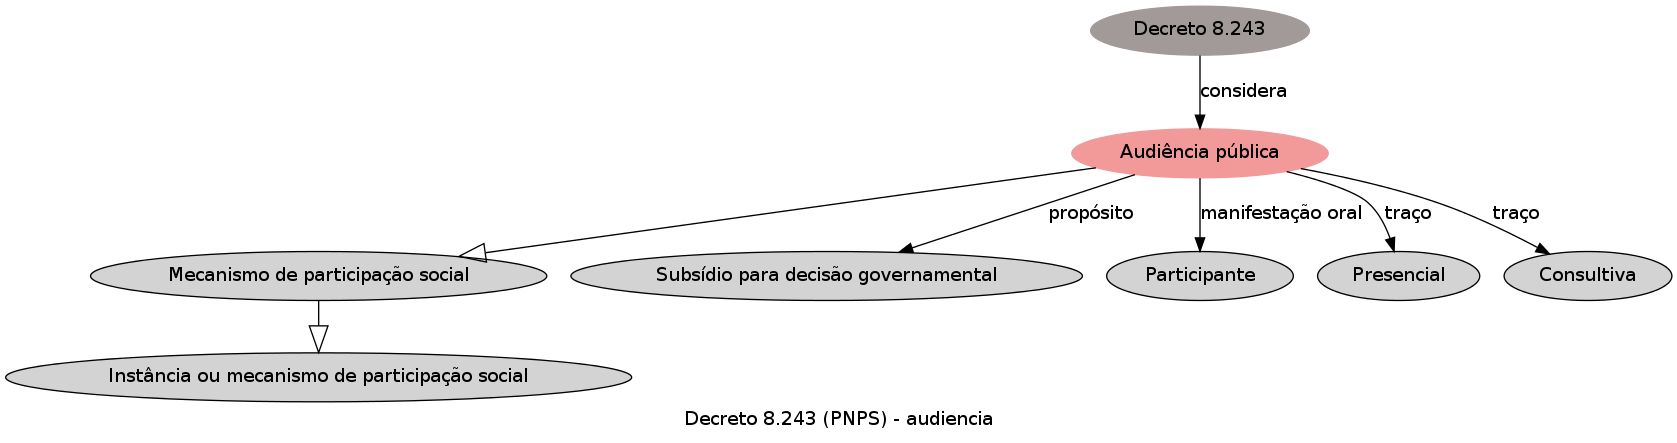 Decreto 8.243
considera
Audiência pública
propósito
manifestação oral
traço
traço
Mecanismo de participação social
Subsídio para decisão governamental
Participante
Presencial
Consultiva
Instância ou mecanismo de participação social
Decreto 8.243 (PNPS) - audiencia